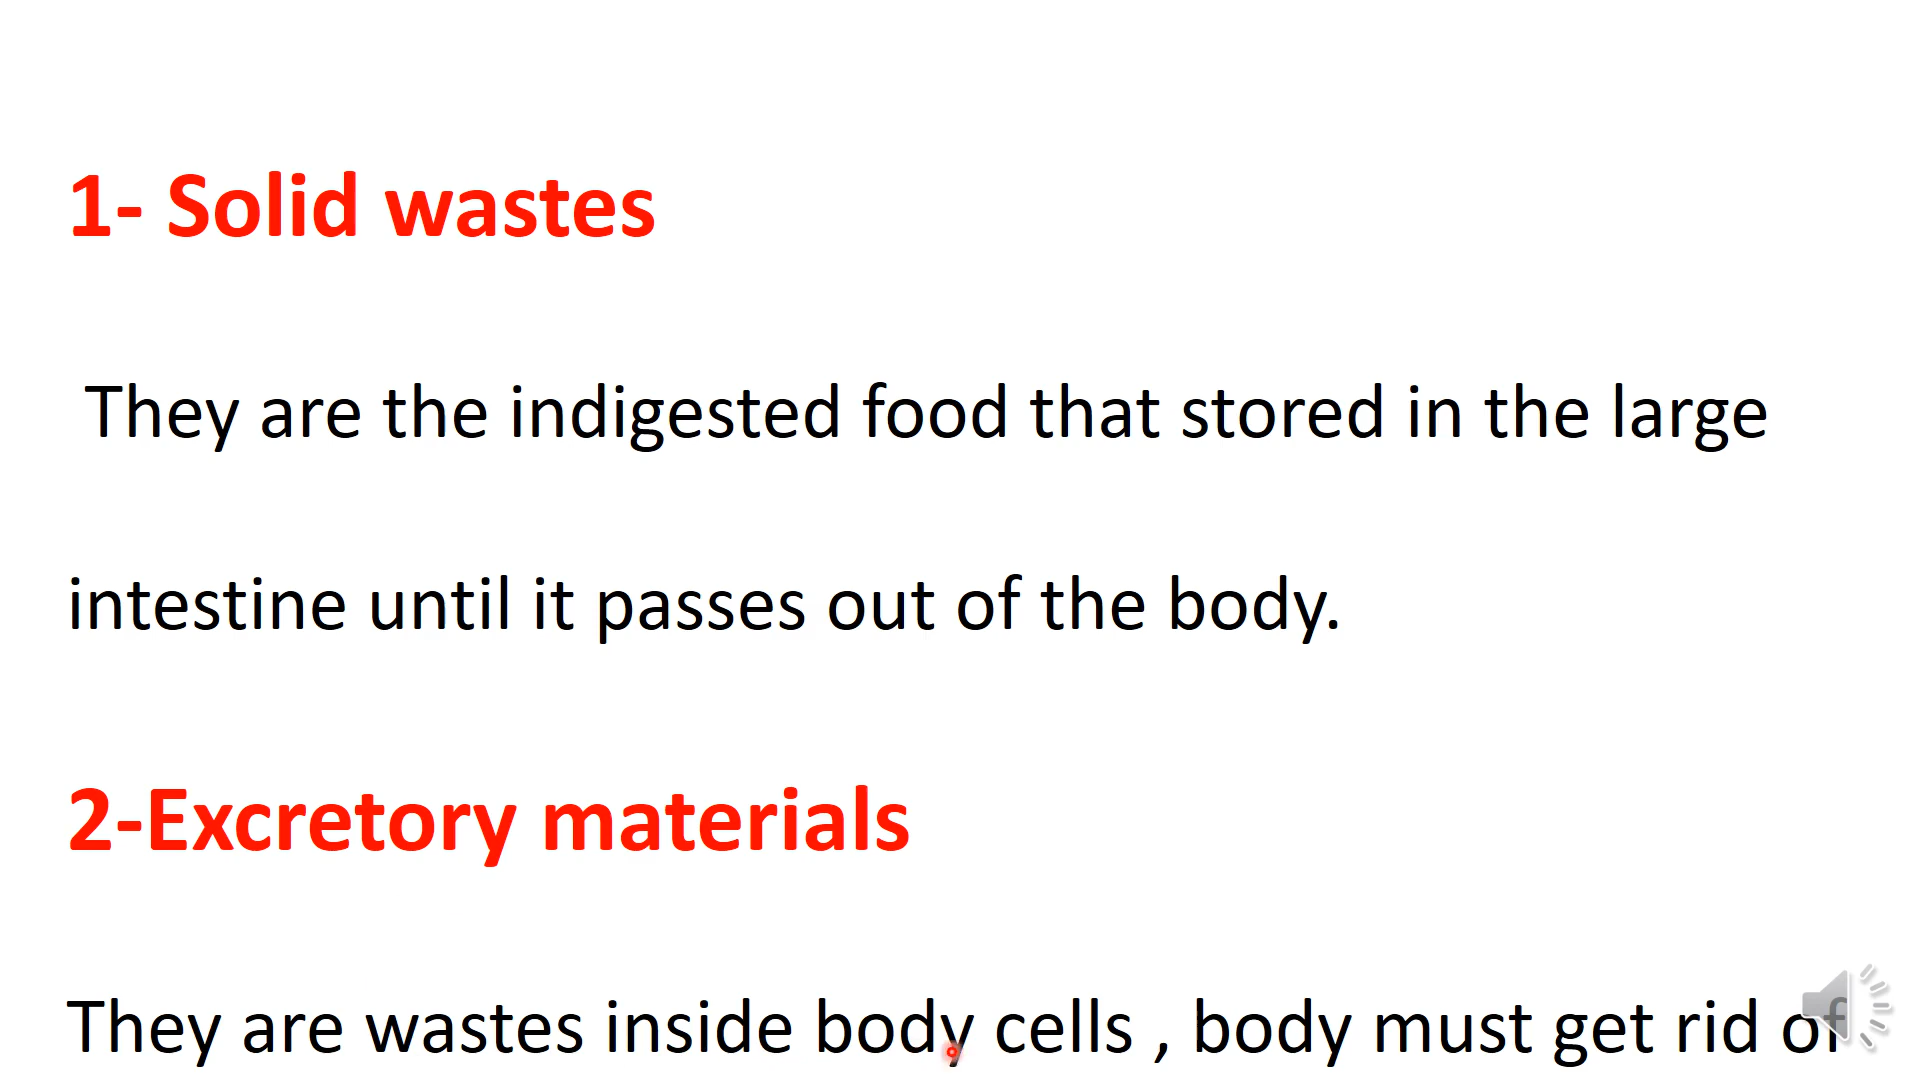 1- Solid wastes
They are the indigested food that stored in the large
intestine until it passes out of the body.
2-Excretory materials
They are wastes inside body cells , body must get rid of